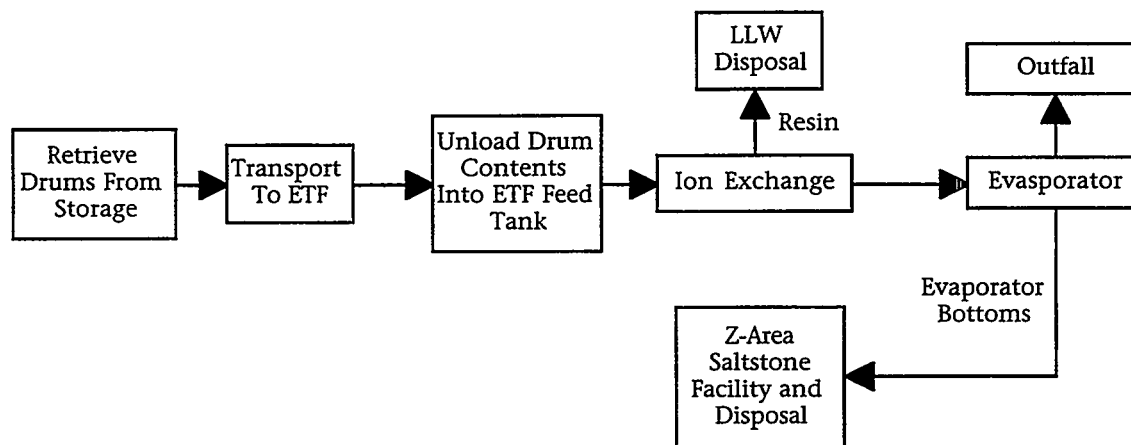 LLW
Disposal
Outfall
Resin
Retrieve
Drums From
Storage
Transport
To ETF
Unload Drum
Contents
Into ETF Feed
Tank
Ion Exchange
Evasporator
Evaporator
Bottoms
Z-Area
Saltstone
Facility and
Disposal